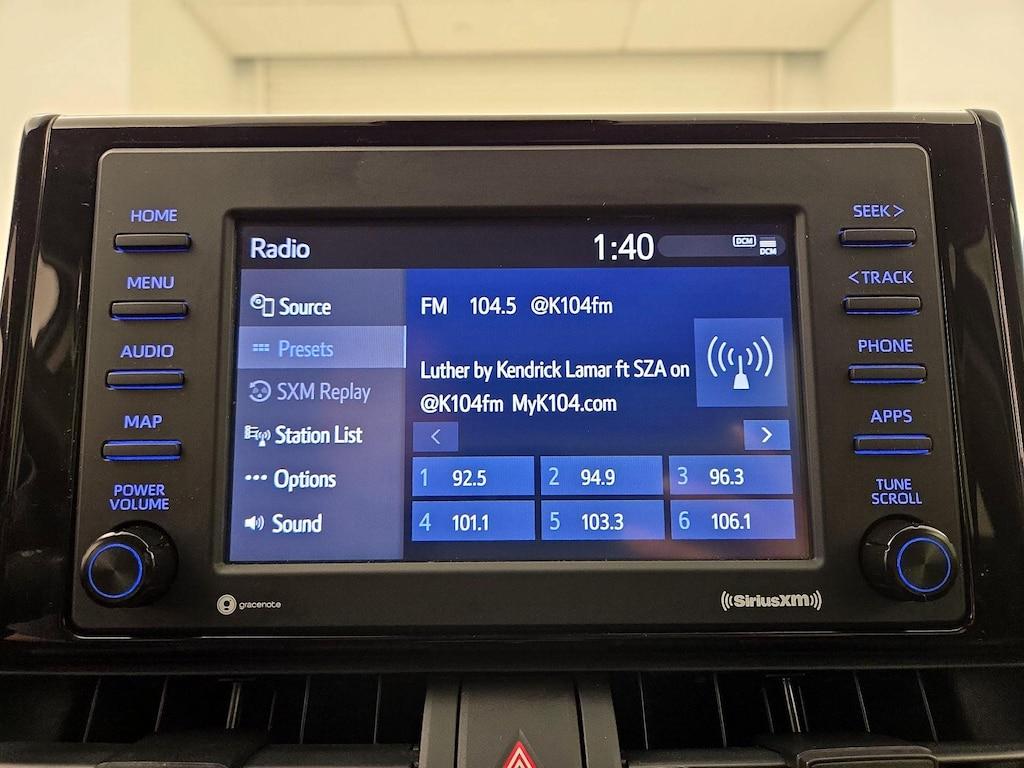 HOME
MENU
AUDIO
MAP
POWER
VOLUME
Radio
1:40
DCM
DCM
Source
Presets
SXM Replay
Station List
Options
Sound
FM 104.5 @K104fm
Luther by Kendrick Lamar ft SZA on
@K104fm MyK104.com
< >
1 92.5 2 94.9 3 96.3
4 101.1 5 103.3 6 106.1
SEEK >
< TRACK
PHONE
APPS
TUNE
SCROLL
gracenote
((SiriusXM))